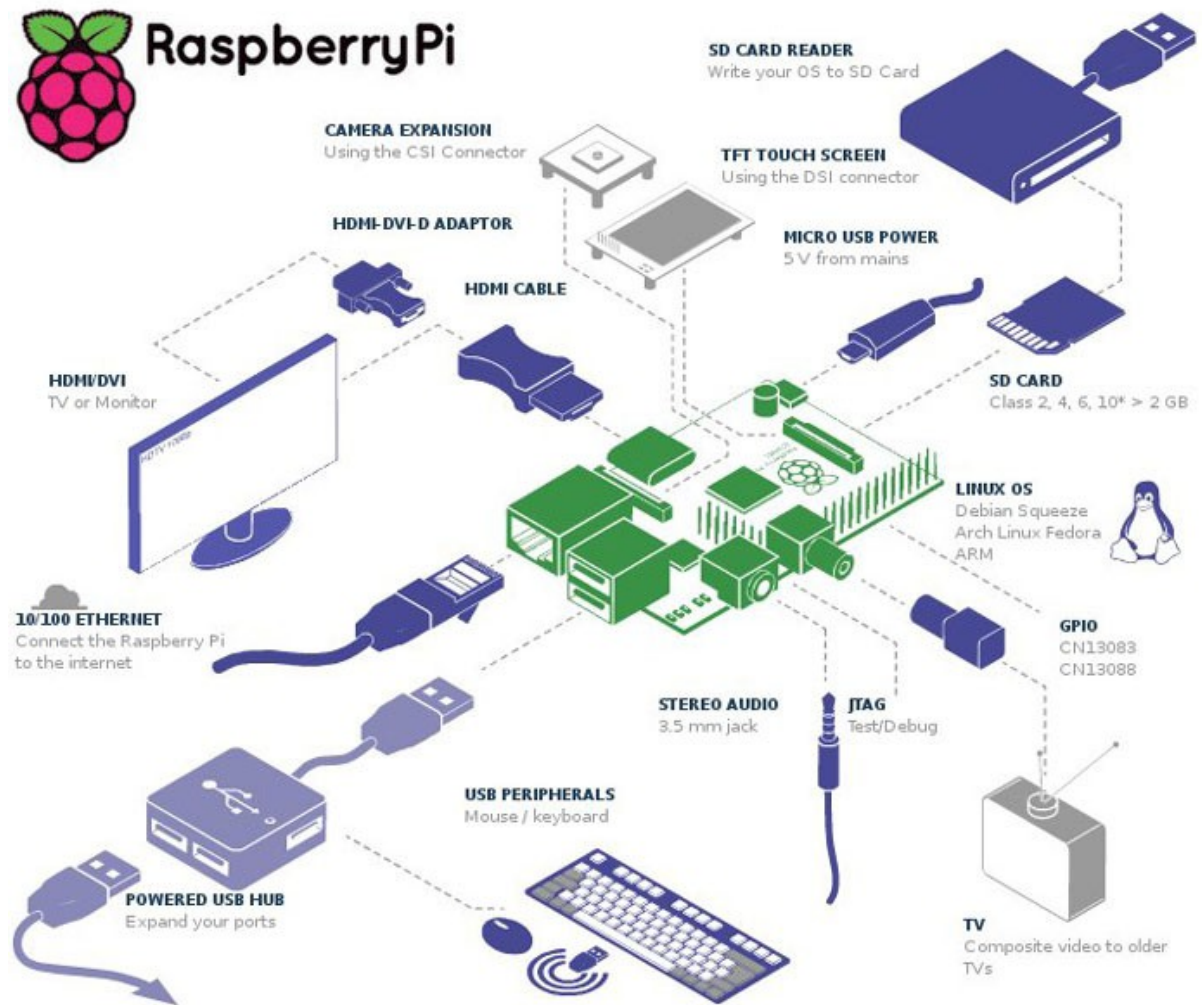 RaspberryPi
SD CARD READER
Write your OS to SD Card
CAMERA EXPANSION
Using the CSI Connector
TFT TOUCH SCREEN
Using the DSI connector
HDMI-DVI-D ADAPTOR
MICRO USB POWER
5 V from mains
HDMI CABLE
HDMI/DVI
TV or Monitor
HDTV 1080p
SD CARD
Class 2, 4, 6, 10* > 2 GB
LINUX OS
Debian Squeeze
Arch Linux Fedora
ARM
10/100 ETHERNET
Connect the Raspberry Pi
to the internet
GPIO
CN13083
CN13088
STEREO AUDIO
3.5 mm jack
JTAG
Test/Debug
USB PERIPHERALS
Mouse / keyboard
POWERED USB HUB
Expand your ports
TV
Composite video to older
TVs